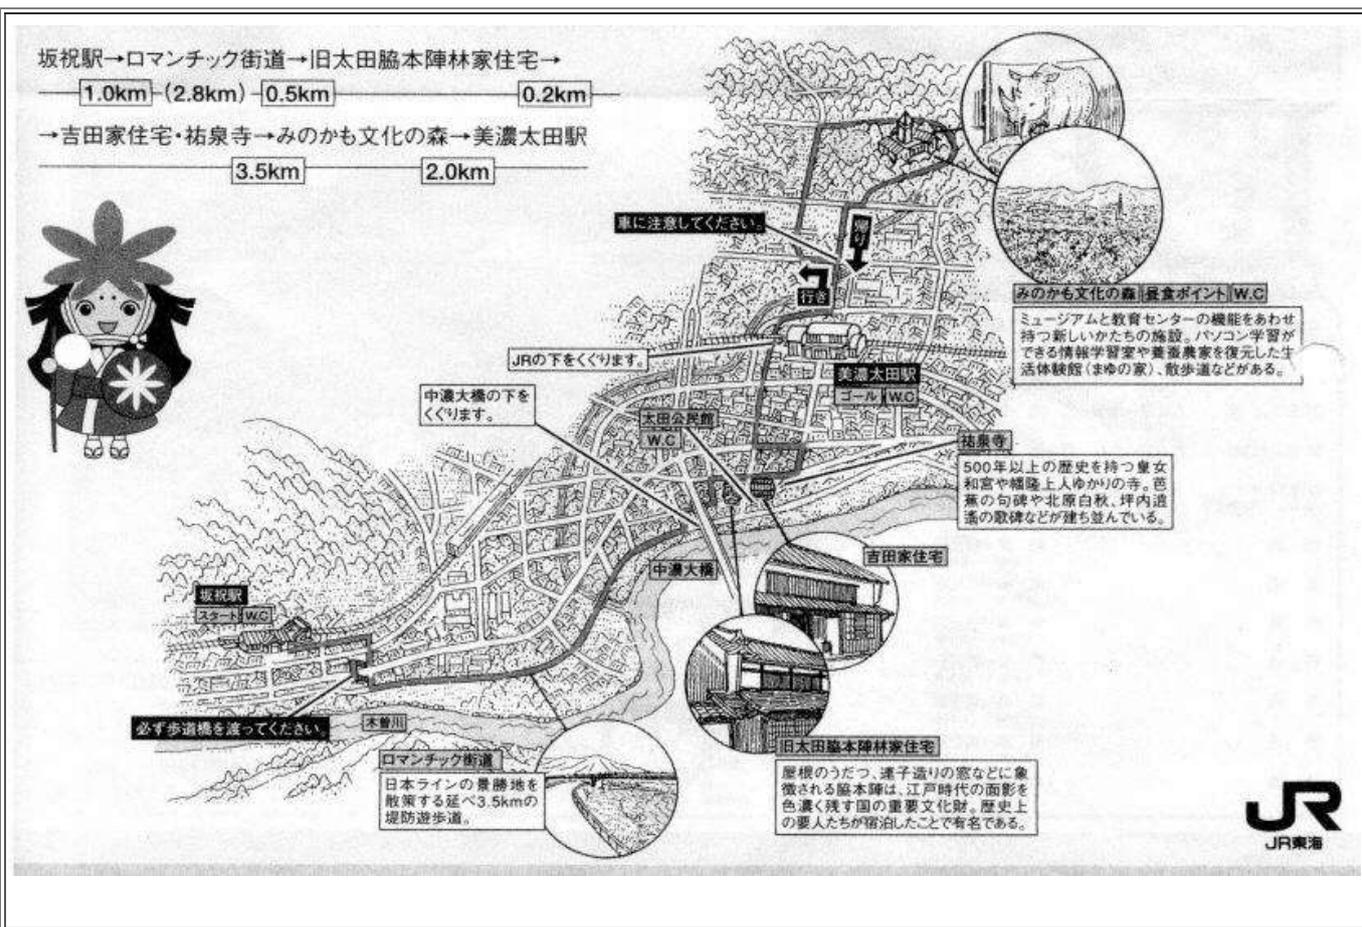 坂祝駅→ロマンチック街道→旧太田脇本陣林家住宅→
1.0km (2.8km) 0.5km 0.2km
→吉田家住宅・祐泉寺→みのかも文化の森→美濃太田駅
3.5km 2.0km
車に注意してください。
帰り
行き
みのかも文化の森 昼食ポイント W.C
ミュージアムと教育センターの機能をあわせ
持つ新しいかたちの施設。パソコン学習が
できる情報学習室や養蚕農家を復元した生
活体験館(まゆの家)、散歩道などがある。
JRの下をくぐります。
美濃太田駅
ゴール W.C
中濃大橋の下を
くぐります。
太田公民館
W.C
祐泉寺
500年以上の歴史を持つ皇女
和宮や幡隆上人ゆかりの寺。芭
蕉の句碑や北原白秋、坪内逍
遙の歌碑などが建ち並んでいる。
吉田家住宅
中濃大橋
坂祝駅
スタート W.C
必ず歩道橋を渡ってください。
木曽川
ロマンチック街道
日本ラインの景勝地を
散策する延べ3.5kmの
堤防遊歩道。
旧太田脇本陣林家住宅
屋根のうだつ、連子造りの窓などに象
徴される脇本陣は、江戸時代の面影を
色濃く残す国の重要文化財。歴史上
の要人たちが宿泊したことで有名である。
JR
JR東海